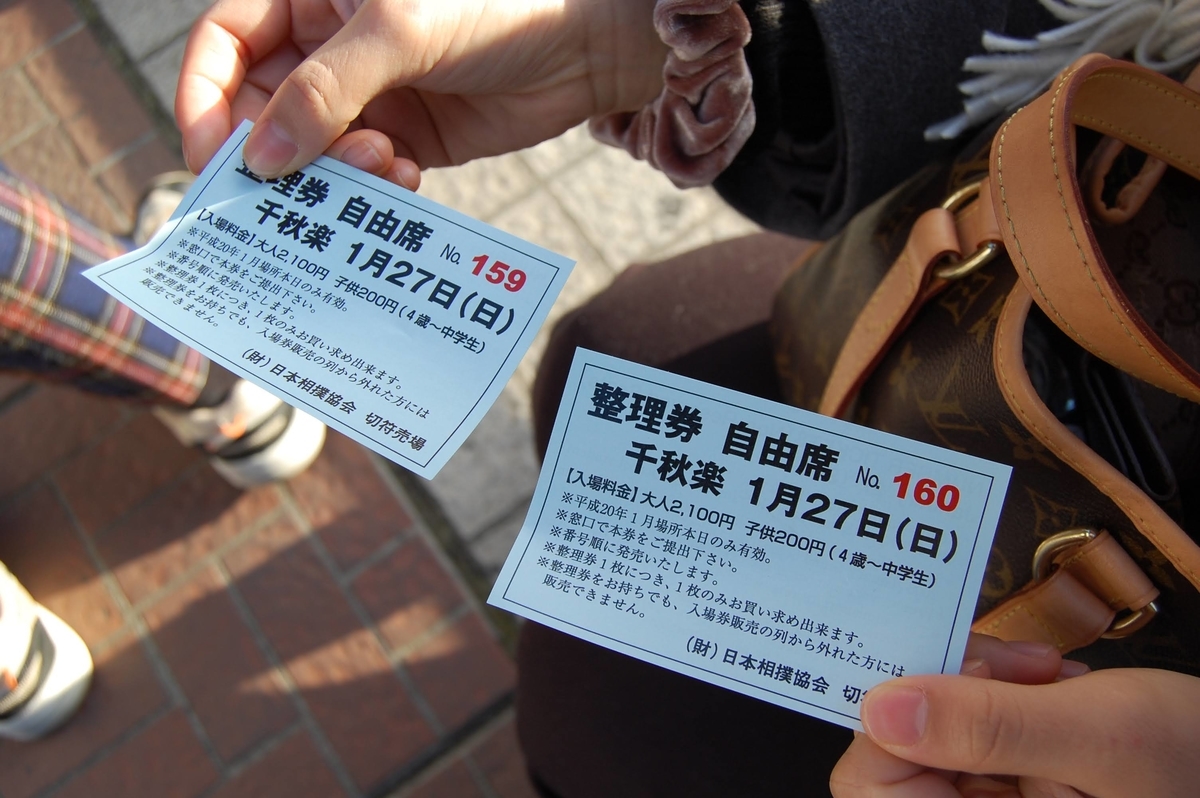 整理券 自由席 No. 159
千秋楽 1月27日(日)
【入場料金】大人2,100円 子供200円(4歳～中学生)
※平成20年1月場所本日のみ有効。
※窓口で本券をご提出下さい。
※番号順に発売いたします。
※整理券1枚につき、1枚のみお買い求め出来ます。
※整理券をお持ちでも、入場券販売の列から外れた方には
販売できません。
(財)日本相撲協会 切符売場
整理券 自由席 No. 160
千秋楽 1月27日(日)
【入場料金】大人2,100円 子供200円(4歳～中学生)
※平成20年1月場所本日のみ有効。
※窓口で本券をご提出下さい。
※番号順に発売いたします。
※整理券1枚につき、1枚のみお買い求め出来ます。
※整理券をお持ちでも、入場券販売の列から外れた方には
販売できません。
(財)日本相撲協会 切